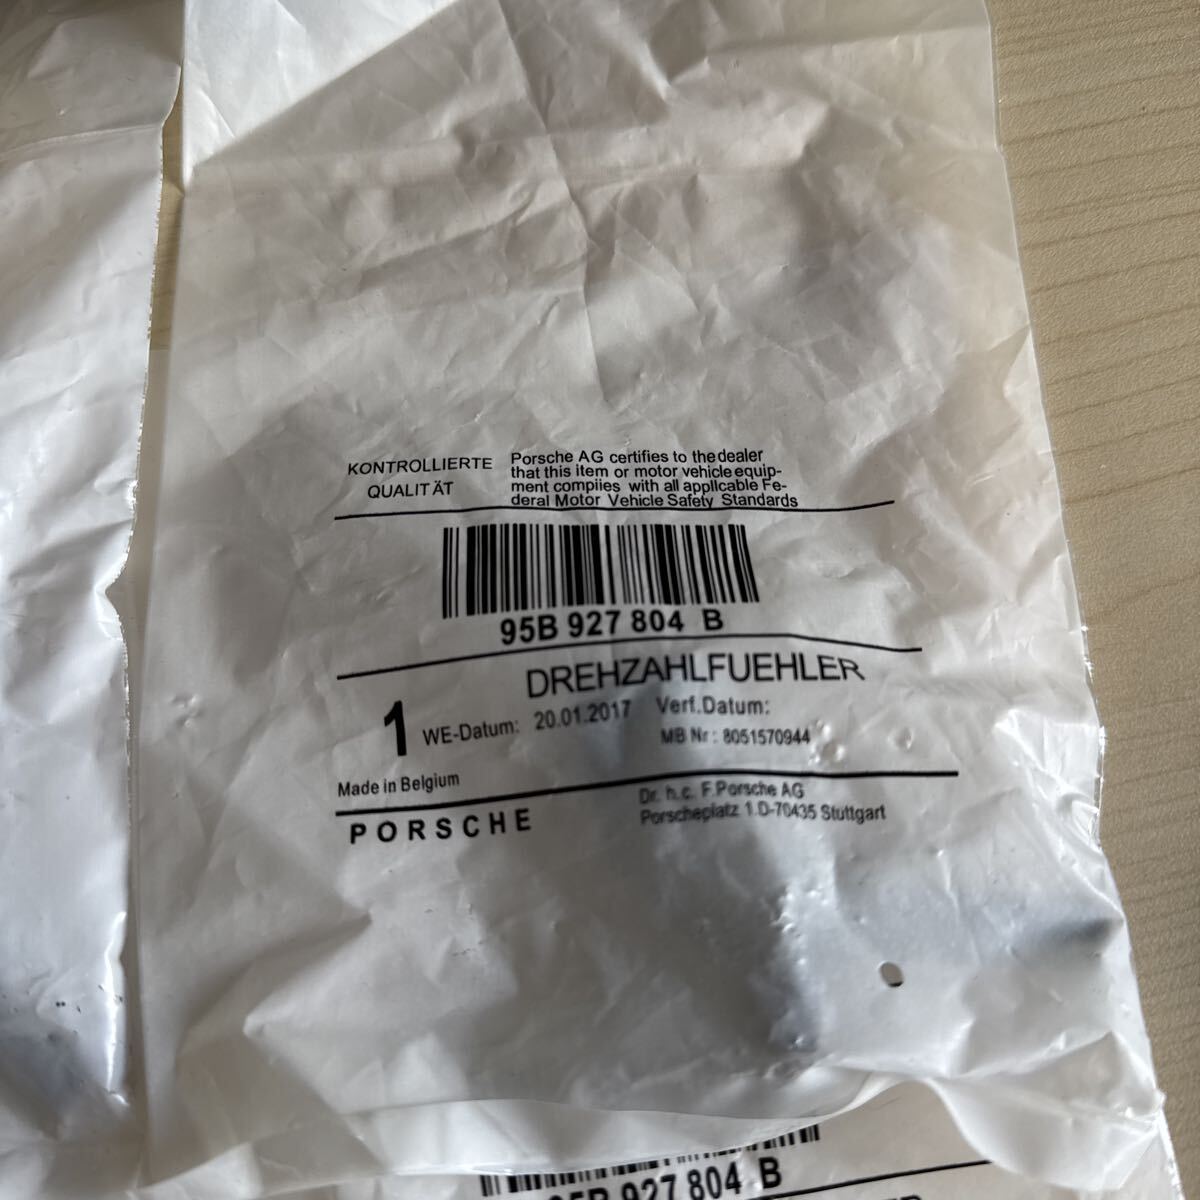 KONTROLLIERTE
QUALITÄT
Porsche AG certifies to the dealer
that this item or motor vehicle equip-
ment compiies with all appilcable Fe-
deral Motor Vehicle Safety Standards
95B 927 804 B
DREHZAHLFUEHLER
1 WE-Datum: 20.01.2017 Verf.Datum:
MB Nr: 8051570944
Made in Belgium
PORSCHE
Dr. h.c. F.Porsche AG
Porscheplatz 1.D-70435 Stuttgart
95B 927 804 B